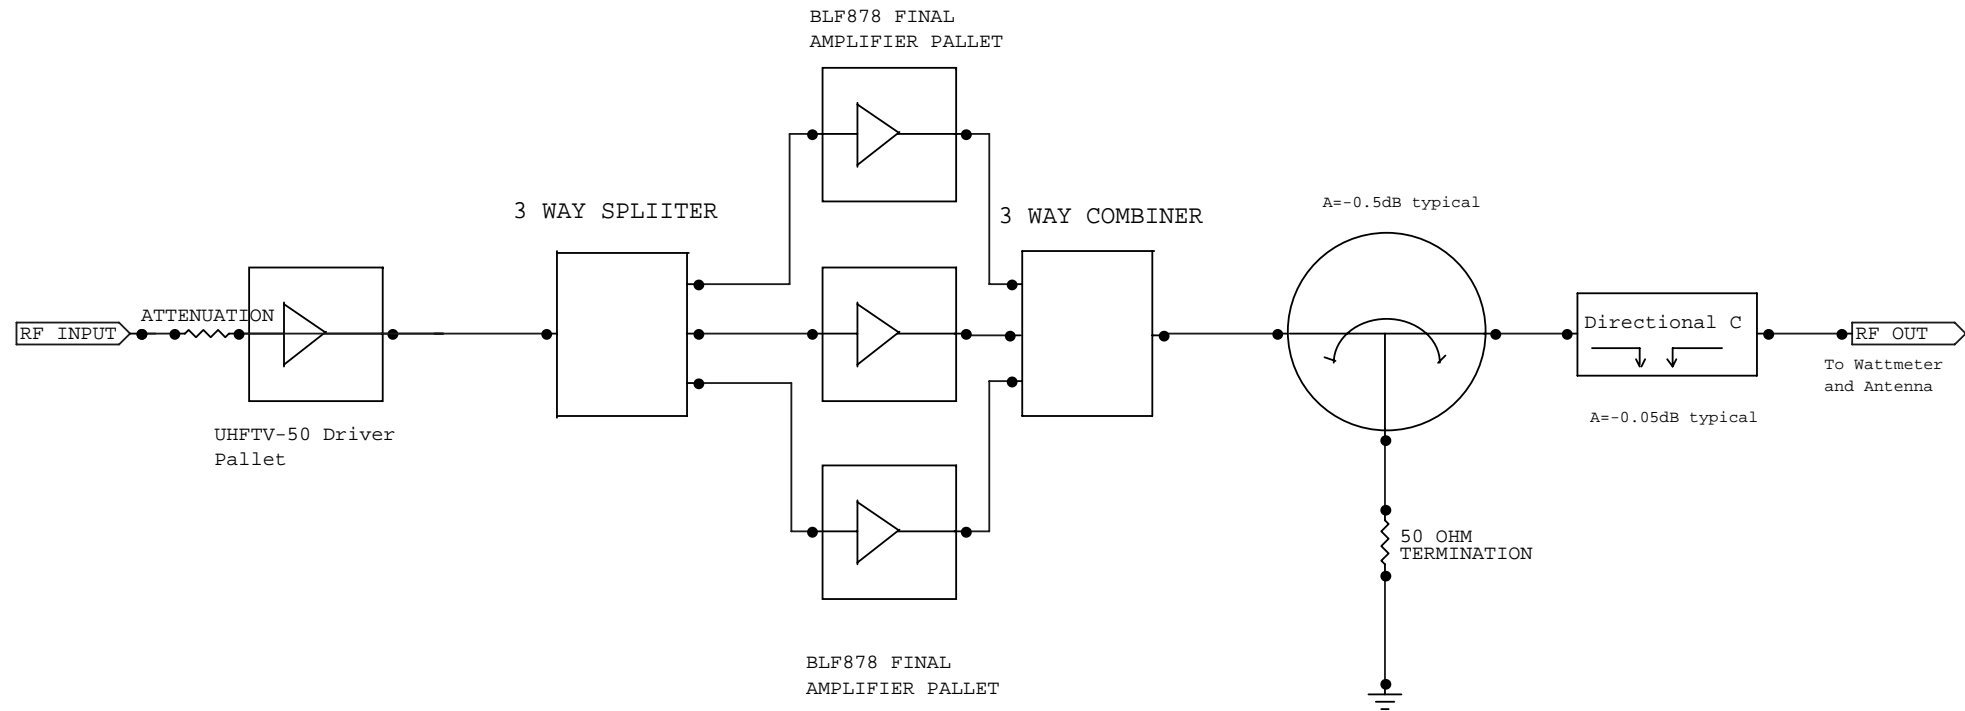 BLF878 FINAL
AMPLIFIER PALLET
3 WAY SPLIITER
3 WAY COMBINER
A=-0.5dB typical
ATTENUATION
RF INPUT
Directional C
RF OUT
To Wattmeter
and Antenna
A=-0.05dB typical
UHFTV-50 Driver
Pallet
50 OHM
TERMINATION
BLF878 FINAL
AMPLIFIER PALLET